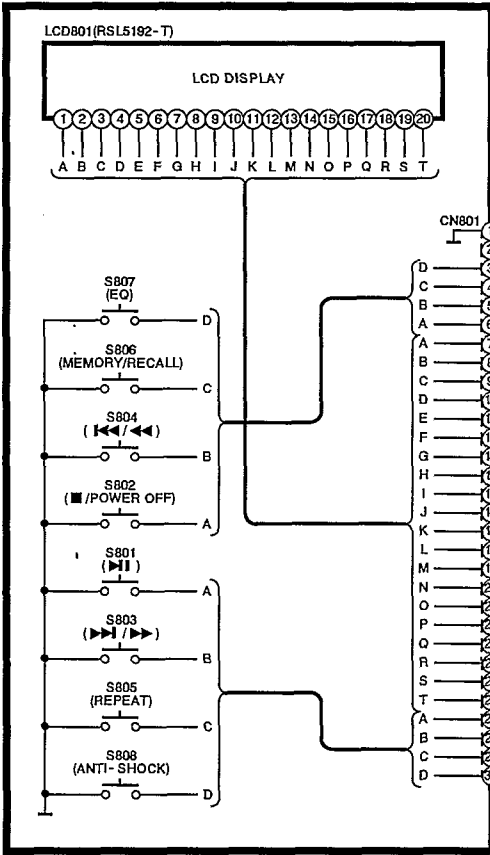 LCD801(RSL5192-T)
LCD DISPLAY
1 2 3 4 5 6 7 8 9 10 11 12 13 14 15 16 17 18 19 20
A B C D E F G H I J K L M N O P Q R S T
CN801
D
C
B
A
A
B
C
D
E
F
G
H
I
J
K
L
M
N
O
P
Q
R
S
T
A
B
C
D
S807
(EQ)
D
S806
(MEMORY/RECALL)
C
S804
(⏮/◀◀)
B
S802
(■/POWER OFF)
A
S801
(▶II)
A
S803
(▶▶I/▶▶)
B
S805
(REPEAT)
C
S808
(ANTI-SHOCK)
D